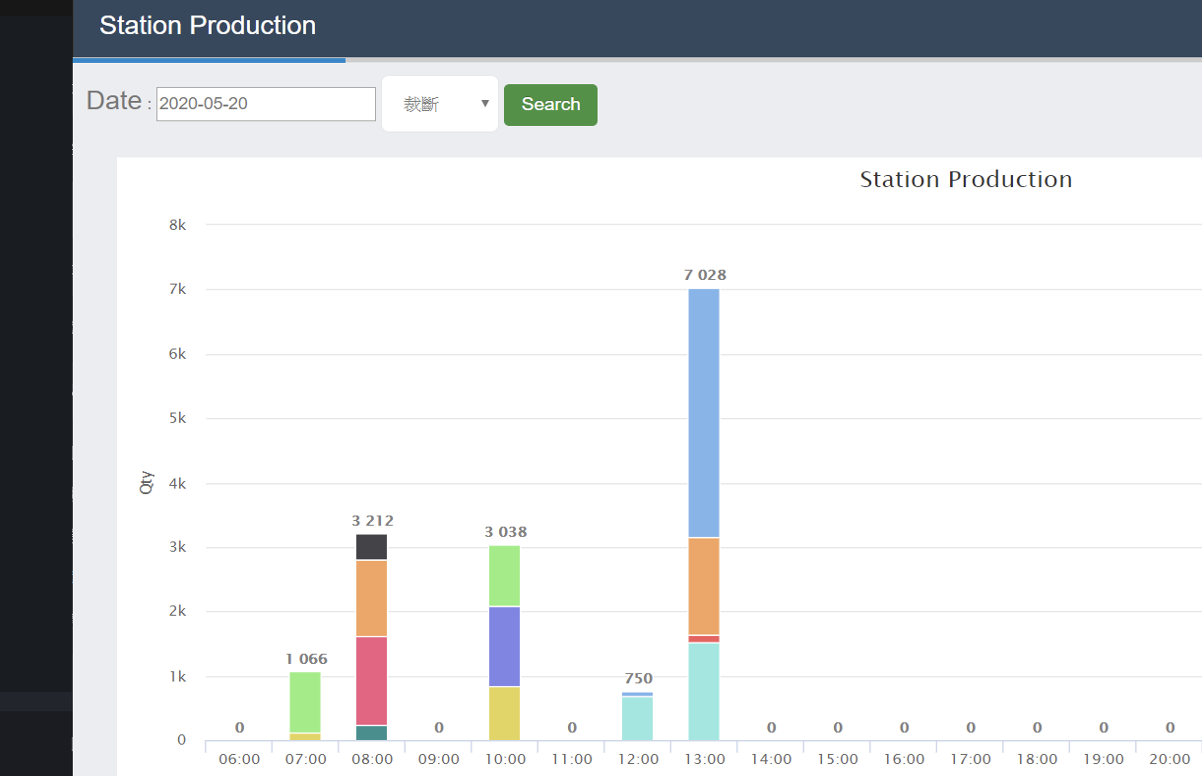 Station Production
Date : 2020-05-20 裁斷 ▼ Search
Station Production
8k
7 028
7k
6k
5k
Qty
4k
3 212
3 038
3k
2k
1 066
750
1k
0 0 0 0 0 0 0 0 0 0
0
06:00 07:00 08:00 09:00 10:00 11:00 12:00 13:00 14:00 15:00 16:00 17:00 18:00 19:00 20:00